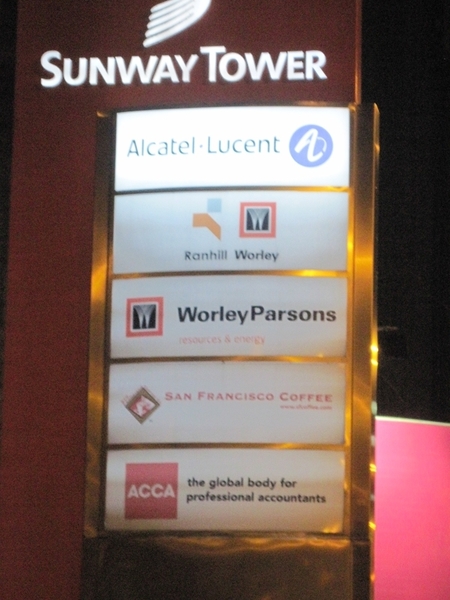 SUNWAY TOWER
Alcatel·Lucent
Ranhill Worley
WorleyParsons
resources & energy
SAN FRANCISCO COFFEE
ACCA
the global body for
professional accountants